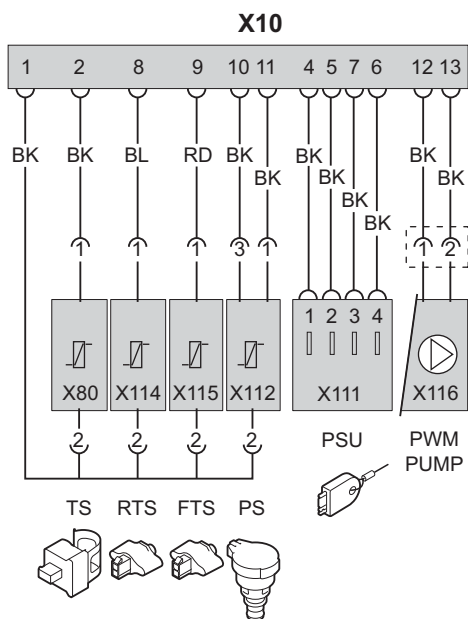 X10
1 2 8 9 10 11 4 5 7 6 12 13
BK BK BL RD BK BK BK BK BK BK BK BK
1 1 1 3 1 1 2
1 2 3 4
X80 X114 X115 X112 X111 X116
2 2 2 2
PSU PWM
PUMP
TS RTS FTS PS